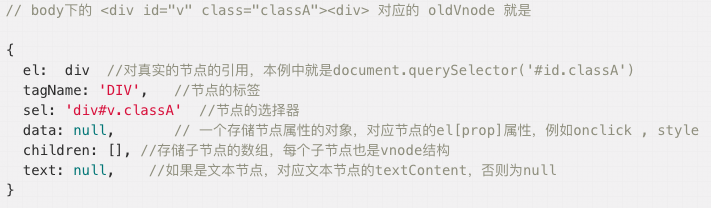 // body下的 <div id="v" class="classA"><div> 对应的 oldVnode 就是
{
el: div //对真实的节点的引用，本例中就是document.querySelector('#id.classA')
tagName: 'DIV', //节点的标签
sel: 'div#v.classA' //节点的选择器
data: null, // 一个存储节点属性的对象，对应节点的el[prop]属性，例如onclick , style
children: [], //存储子节点的数组，每个子节点也是vnode结构
text: null, //如果是文本节点，对应文本节点的textContent，否则为null
}